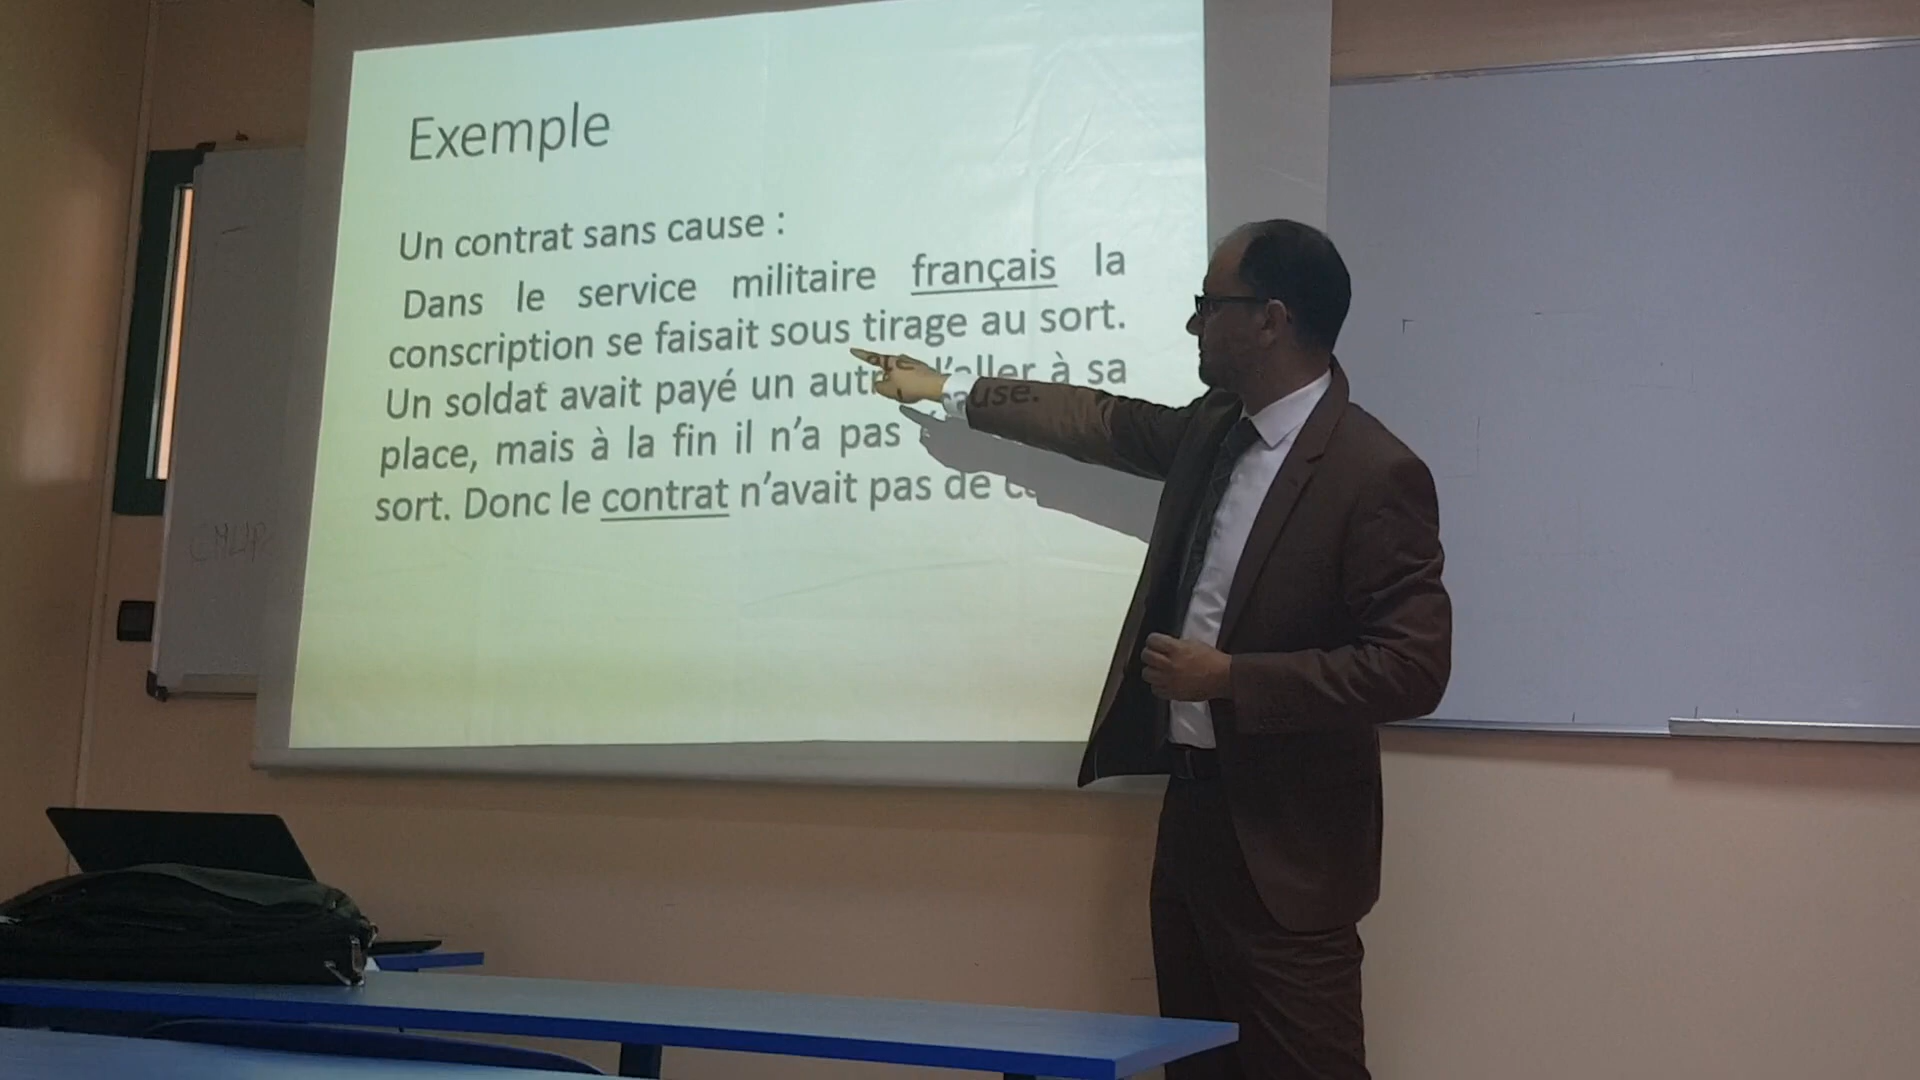 Exemple
Un contrat sans cause :
Dans le service militaire français la
conscription se faisait sous tirage au sort.
Un soldat avait payé un autre d'aller à sa
place, mais à la fin il n'a pas
sort. Donc le contrat n'avait pas de cause.